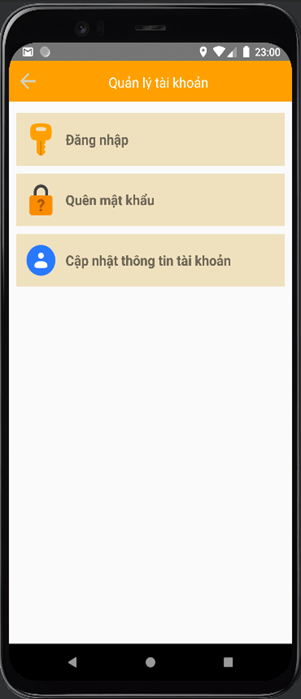 23:00
Quản lý tài khoản
Đăng nhập
?
Quên mật khẩu
Cập nhật thông tin tài khoản